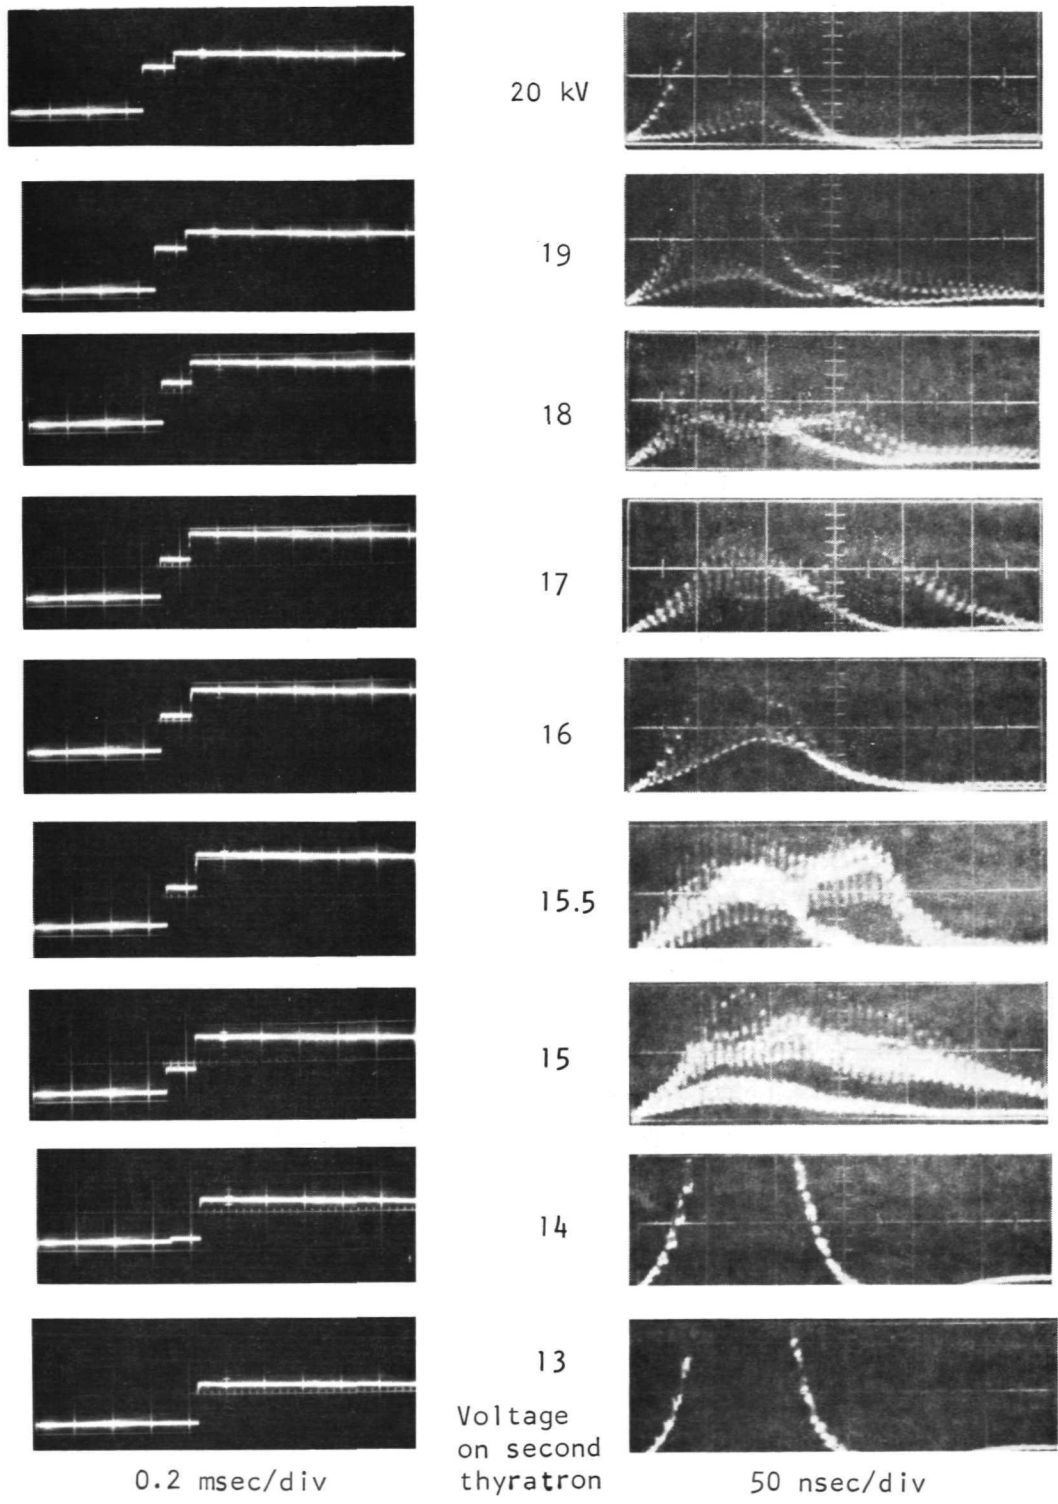 20 kV
19
18
17
16
15.5
15
14
13
Voltage
on second
thyratron
0.2 msec/div
50 nsec/div